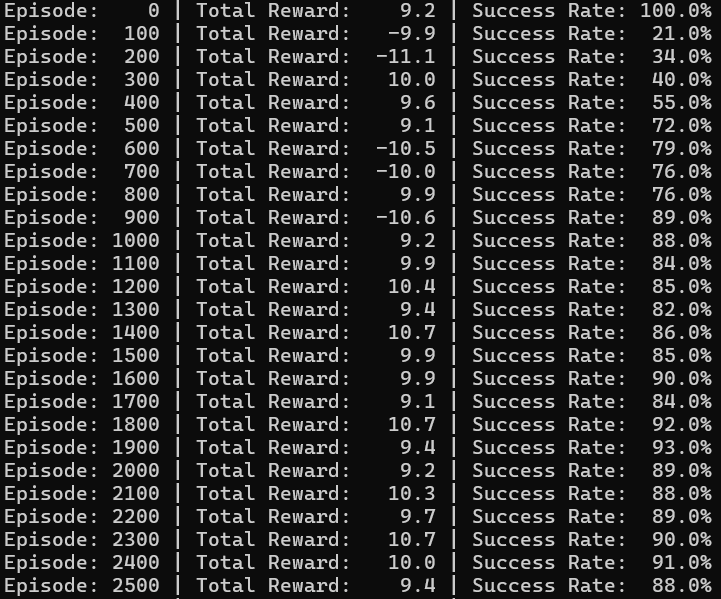 Episode:    0 | Total Reward:    9.2 | Success Rate: 100.0%
Episode:  100 | Total Reward:   -9.9 | Success Rate:  21.0%
Episode:  200 | Total Reward:  -11.1 | Success Rate:  34.0%
Episode:  300 | Total Reward:   10.0 | Success Rate:  40.0%
Episode:  400 | Total Reward:    9.6 | Success Rate:  55.0%
Episode:  500 | Total Reward:    9.1 | Success Rate:  72.0%
Episode:  600 | Total Reward:  -10.5 | Success Rate:  79.0%
Episode:  700 | Total Reward:  -10.0 | Success Rate:  76.0%
Episode:  800 | Total Reward:    9.9 | Success Rate:  76.0%
Episode:  900 | Total Reward:  -10.6 | Success Rate:  89.0%
Episode: 1000 | Total Reward:    9.2 | Success Rate:  88.0%
Episode: 1100 | Total Reward:    9.9 | Success Rate:  84.0%
Episode: 1200 | Total Reward:   10.4 | Success Rate:  85.0%
Episode: 1300 | Total Reward:    9.4 | Success Rate:  82.0%
Episode: 1400 | Total Reward:   10.7 | Success Rate:  86.0%
Episode: 1500 | Total Reward:    9.9 | Success Rate:  85.0%
Episode: 1600 | Total Reward:    9.9 | Success Rate:  90.0%
Episode: 1700 | Total Reward:    9.1 | Success Rate:  84.0%
Episode: 1800 | Total Reward:   10.7 | Success Rate:  92.0%
Episode: 1900 | Total Reward:    9.4 | Success Rate:  93.0%
Episode: 2000 | Total Reward:    9.2 | Success Rate:  89.0%
Episode: 2100 | Total Reward:   10.3 | Success Rate:  88.0%
Episode: 2200 | Total Reward:    9.7 | Success Rate:  89.0%
Episode: 2300 | Total Reward:   10.7 | Success Rate:  90.0%
Episode: 2400 | Total Reward:   10.0 | Success Rate:  91.0%
Episode: 2500 | Total Reward:    9.4 | Success Rate:  88.0%